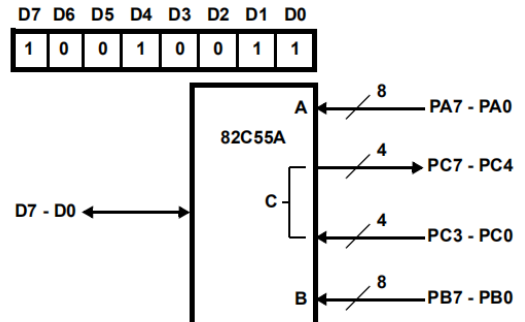 D7 D6 D5 D4 D3 D2 D1 D0
1 0 0 1 0 0 1 1
8
A
PA7 - PA0
82C55A
4
PC7 - PC4
C
D7 - D0
4
PC3 - PC0
8
B
PB7 - PB0